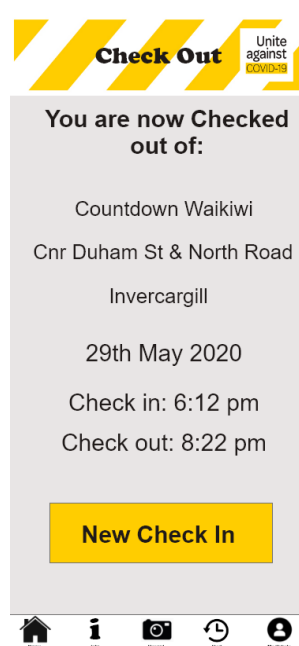 Check Out
Unite
against
COVID-19
You are now Checked
out of:
Countdown Waikiwi
Cnr Duham St & North Road
Invercargill
29th May 2020
Check in: 6:12 pm
Check out: 8:22 pm
New Check In